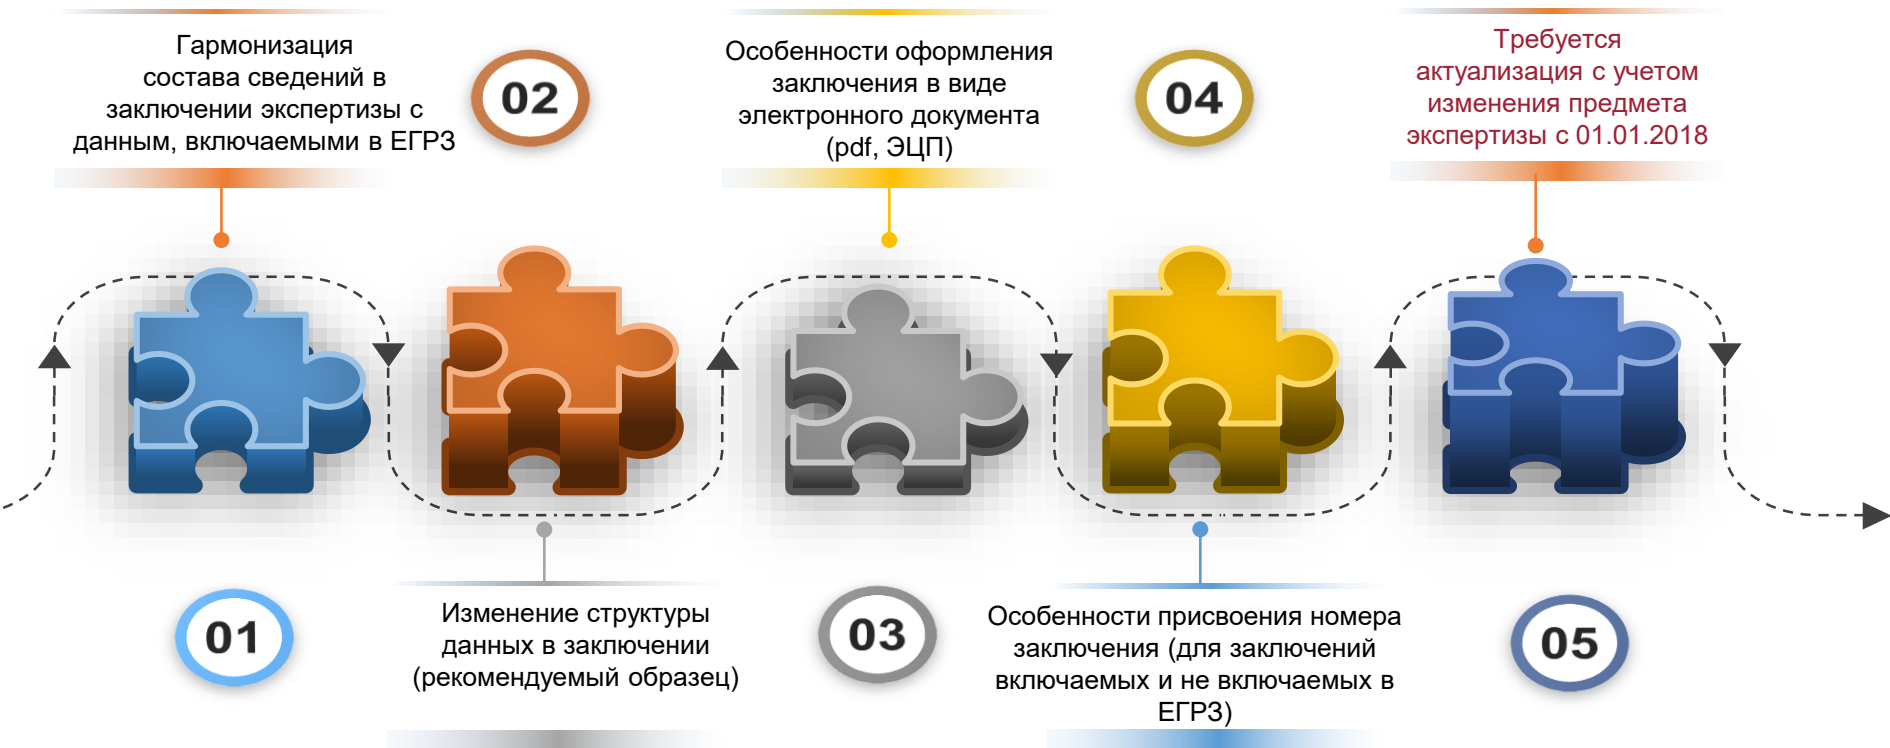 Гармонизация
состава сведений в
заключении экспертизы с
данным, включаемыми в ЕГРЗ
01
02
Изменение структуры
данных в заключении
(рекомендуемый образец)
Особенности оформления
заключения в виде
электронного документа
(pdf, ЭЦП)
03
04
Особенности присвоения номера
заключения (для заключений
включаемых и не включаемых в
ЕГРЗ)
Требуется
актуализация с учетом
изменения предмета
экспертизы с 01.01.2018
05